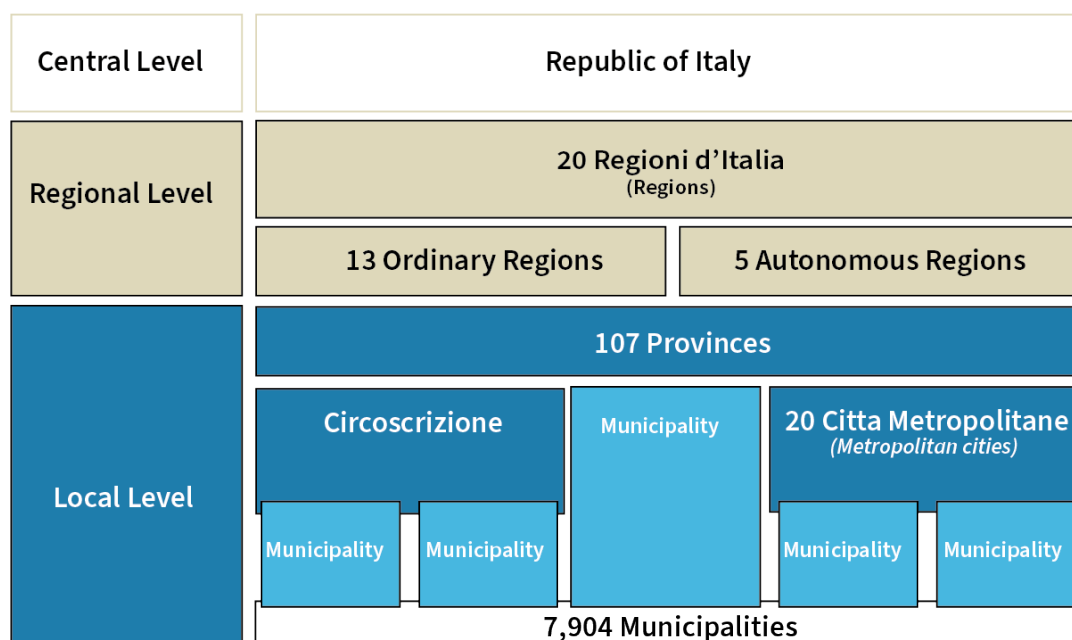 Central Level
Republic of Italy
Regional Level
20 Regioni d’Italia
(Regions)
13 Ordinary Regions
5 Autonomous Regions
Local Level
107 Provinces
Circoscrizione
Municipality
20 Citta Metropolitane
(Metropolitan cities)
Municipality
Municipality
Municipality
Municipality
7,904 Municipalities